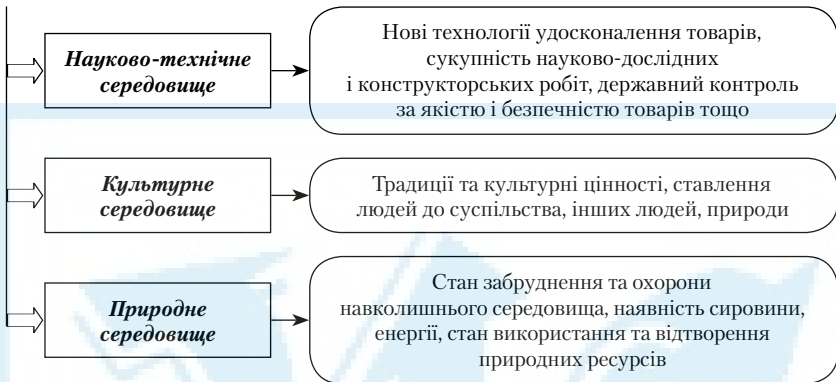 Науково-технічне
середовище
Нові технології удосконалення товарів,
сукупність науково-дослідних
і конструкторських робіт, державний контроль
за якістю і безпечністю товарів тощо
Культурне
середовище
Традиції та культурні цінності, ставлення
людей до суспільства, інших людей, природи
Природне
середовище
Стан забруднення та охорони
навколишнього середовища, наявність сировини,
енергії, стан використання та відтворення
природних ресурсів